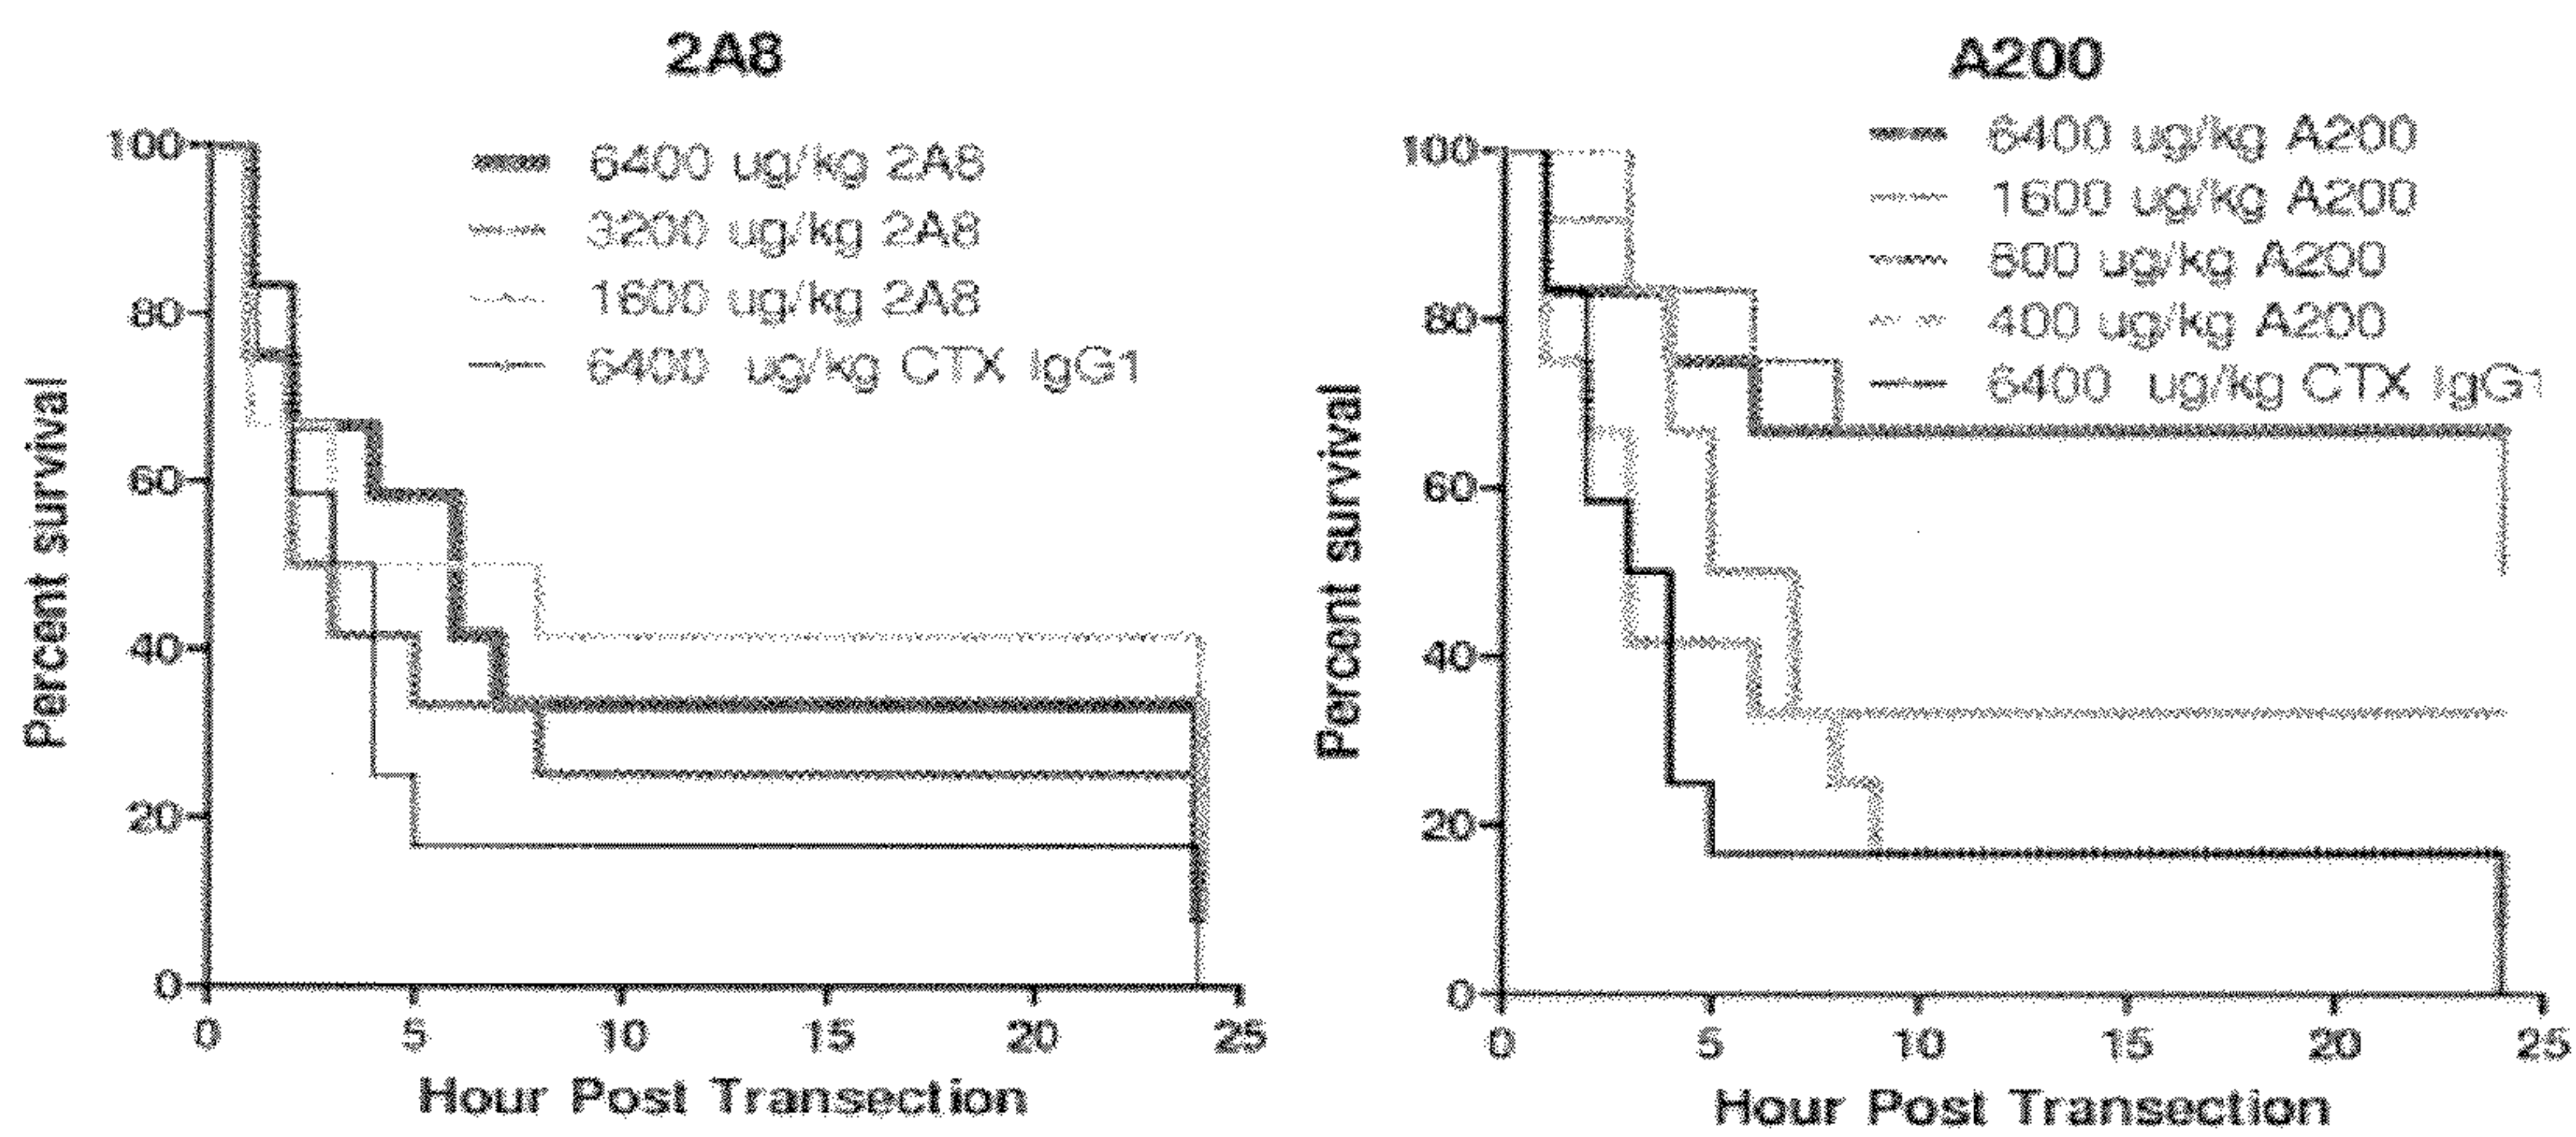 2A8
6400 ug/kg 2A8
3200 ug/kg 2A8
1600 ug/kg 2A8
6400 ug/kg CTX IgG1
Percent survival
100
80
60
40
20
0
0 5 10 15 20 25
Hour Post Transection
A200
6400 ug/kg A200
1600 ug/kg A200
800 ug/kg A200
400 ug/kg A200
6400 ug/kg CTX IgG1
Percent survival
100
80
60
40
20
0
0 5 10 15 20 25
Hour Post Transection